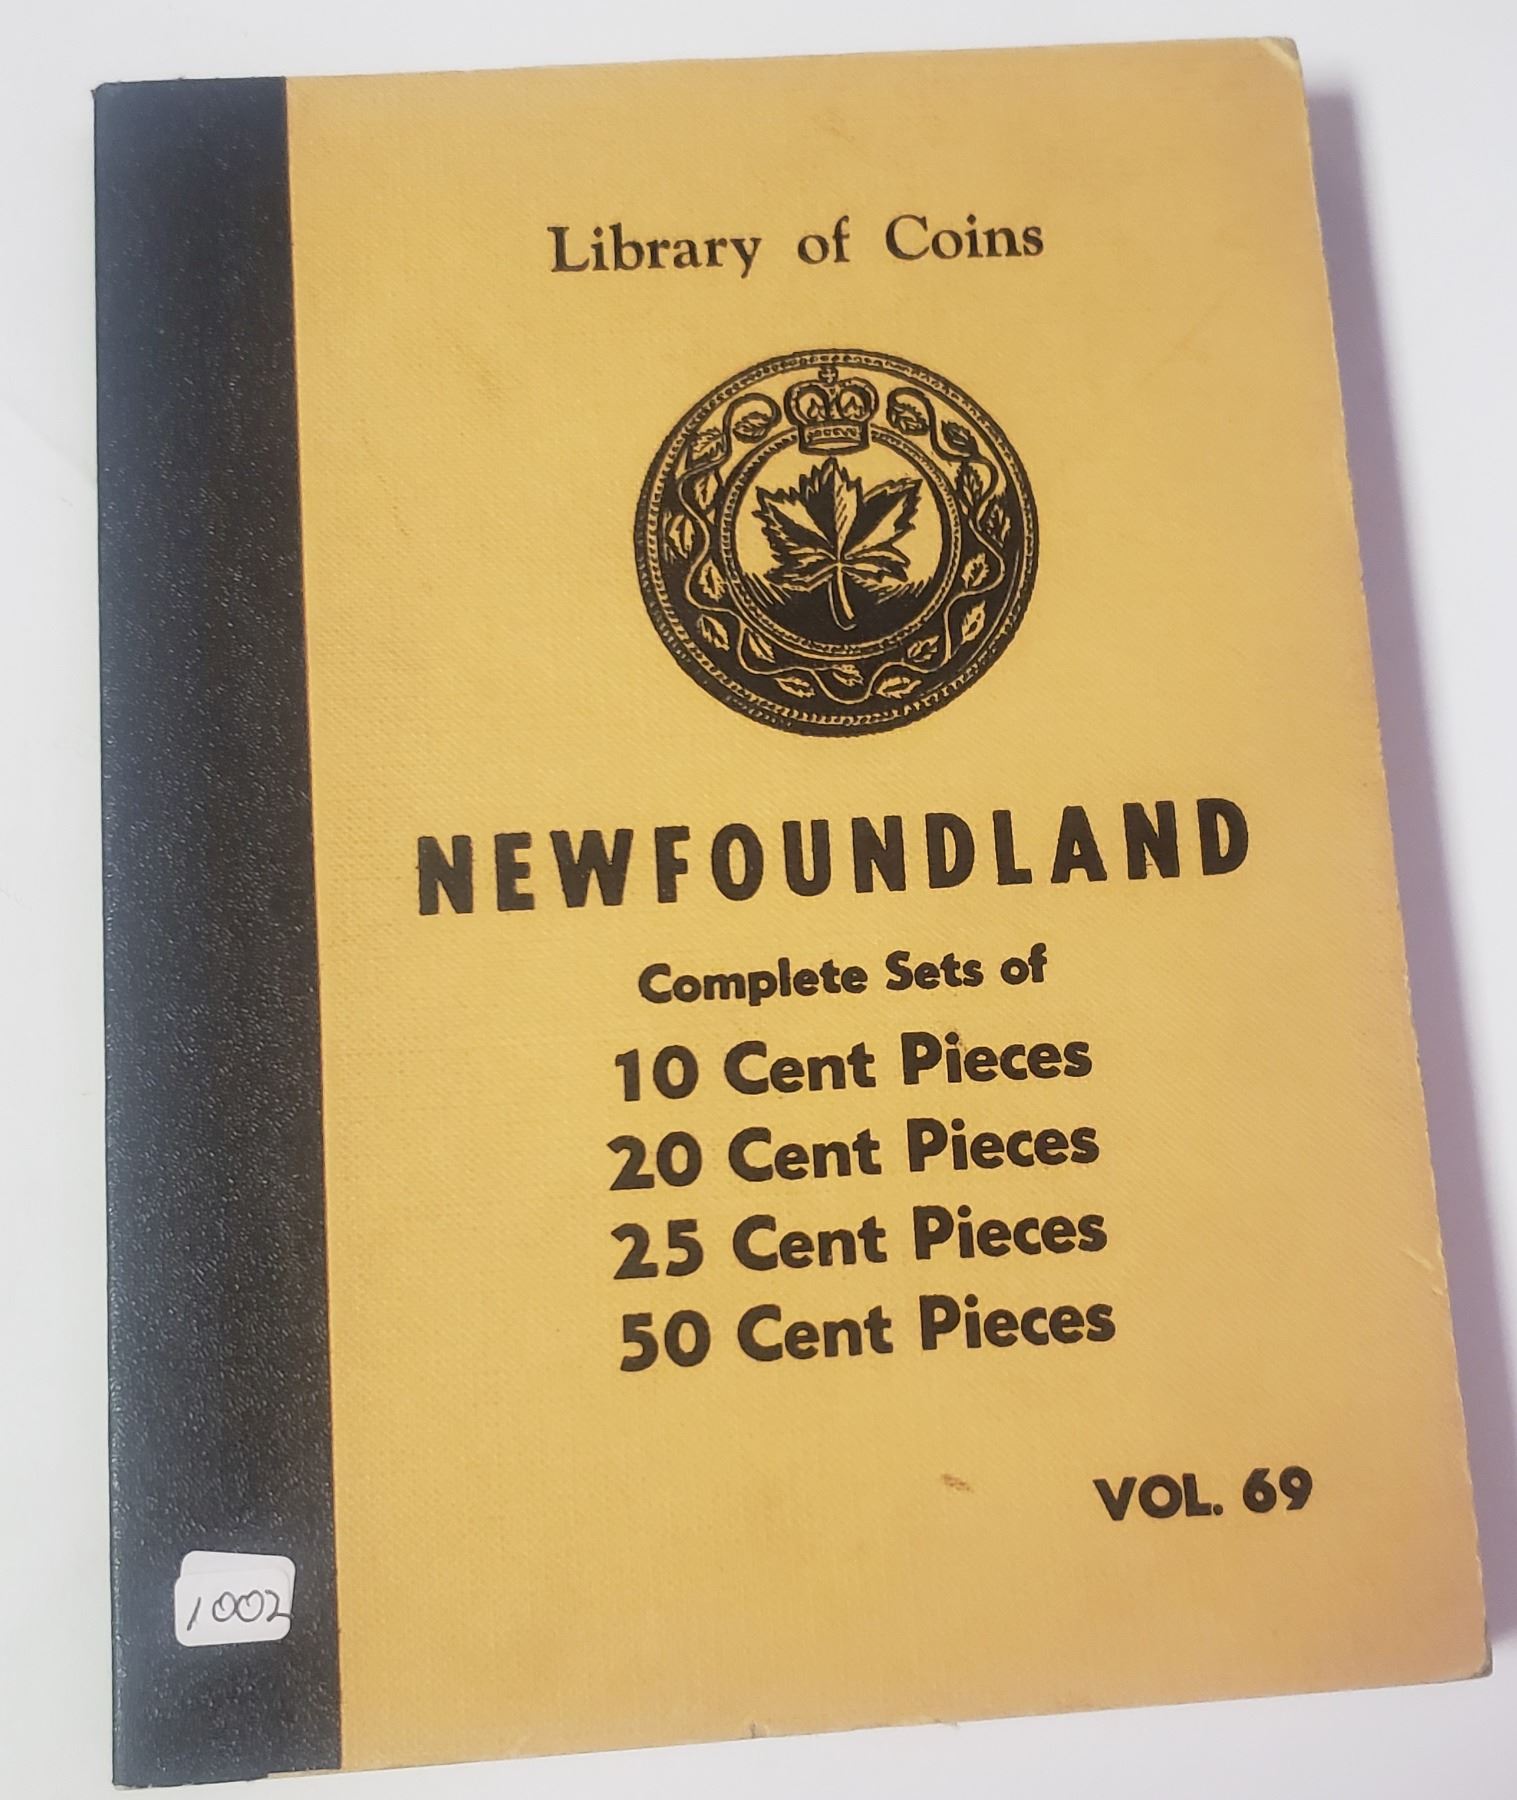 Library of Coins
NEWFOUNDLAND
Complete Sets of
10 Cent Pieces
20 Cent Pieces
25 Cent Pieces
50 Cent Pieces
VOL. 69
1002